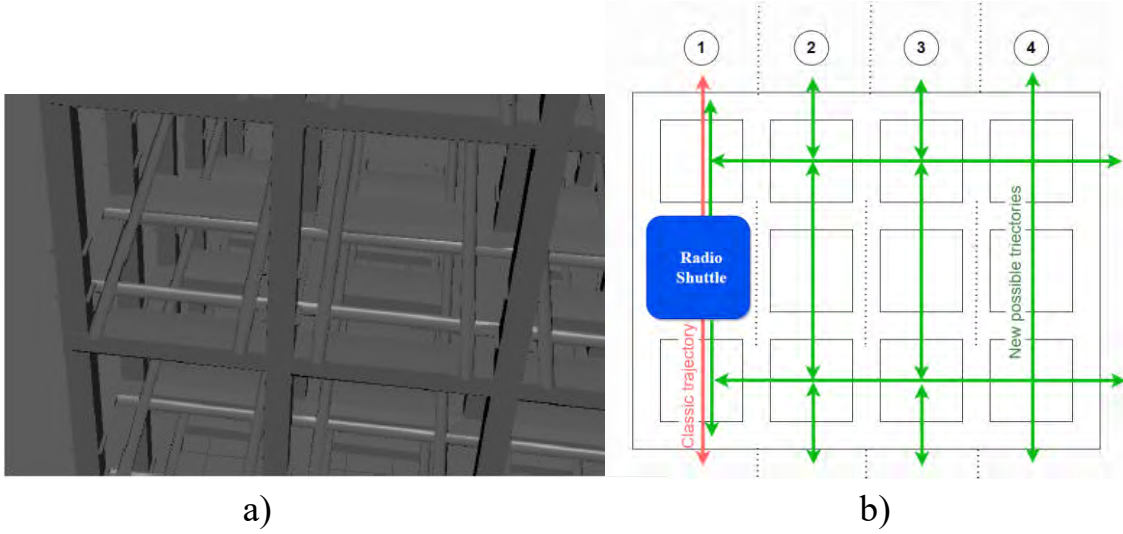 1
2
3
4
Radio
Shuttle
Classic trajectory
New possible triectories
a)
b)